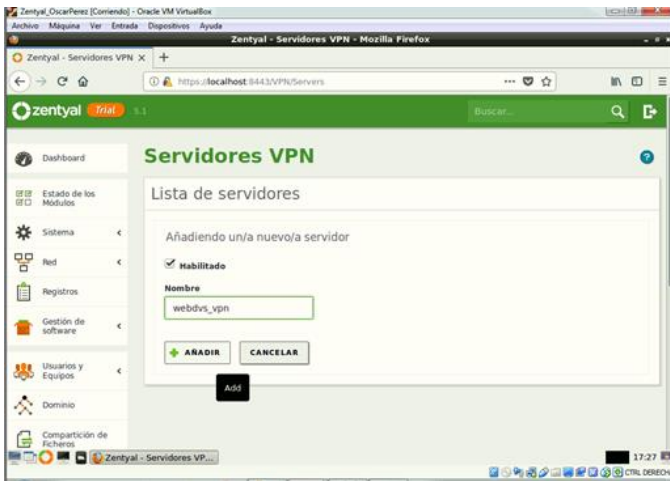 Zentyal_OscarPerez [Corriendo] - Oracle VM VirtualBox
Archivo Máquina Ver Entrada Dispositivos Ayuda
Zentyal - Servidores VPN - Mozilla Firefox
Zentyal - Servidores VPN
https://localhost:8443/VPN/Servers
zentyal Trial 5.1
Buscar...
Servidores VPN
Dashboard
Lista de servidores
Estado de los
Módulos
Añadiendo un/a nuevo/a servidor
Sistema
Habilitado
Red
Nombre
Registros
webdvs_vpn
Gestión de
software
AÑADIR CANCELAR
Usuarios y
Equipos
Add
Dominio
Compartición de
Ficheros
Zentyal - Servidores VP...
17:27
CTRL DERECHA